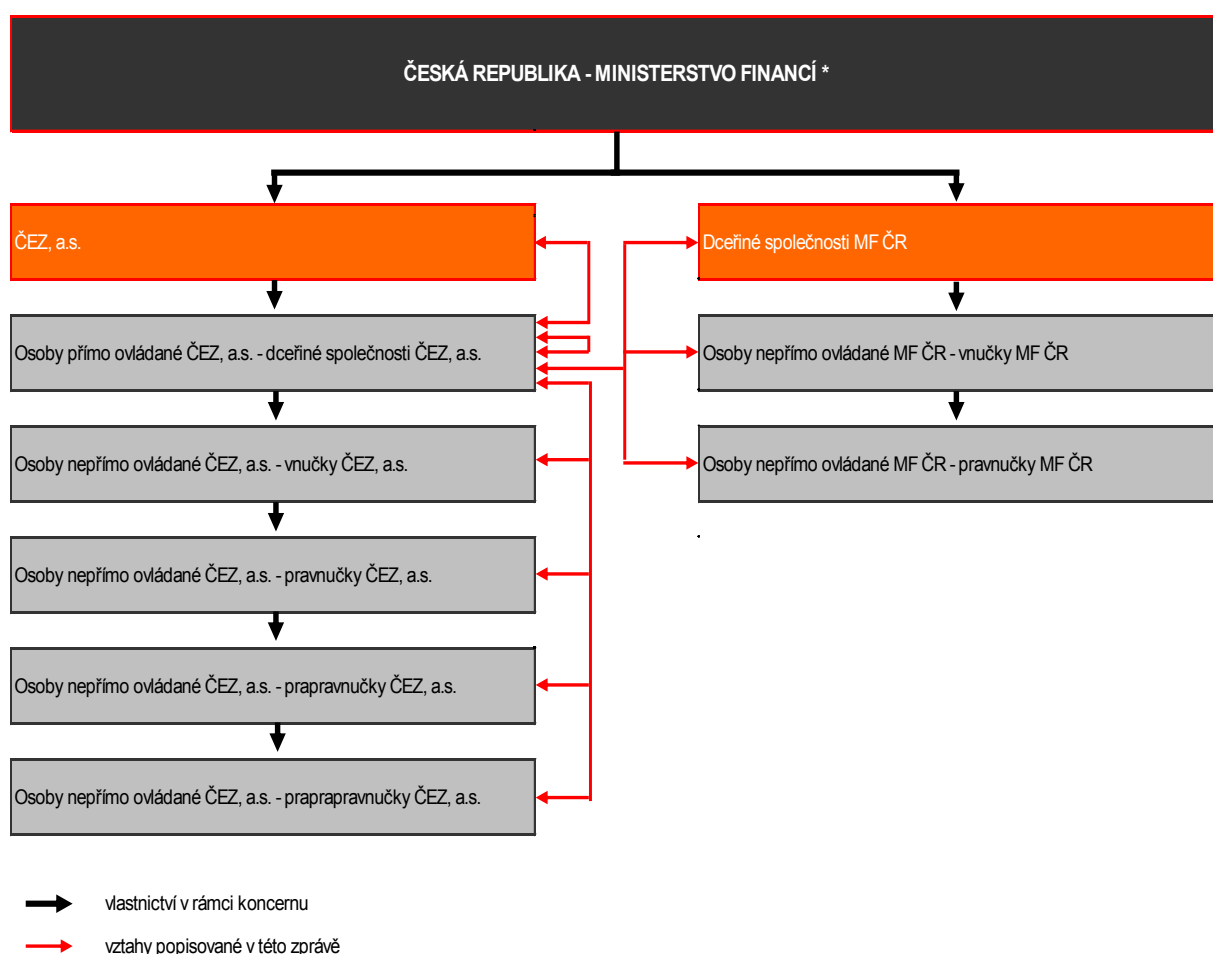 ČESKÁ REPUBLIKA - MINISTERSTVO FINANCÍ *
ČEZ, a.s.
Dceřiné společnosti MF ČR
Osoby přímo ovládané ČEZ, a.s. - dceřiné společnosti ČEZ, a.s.
Osoby nepřímo ovládané MF ČR - vnučky MF ČR
Osoby nepřímo ovládané ČEZ, a.s. - vnučky ČEZ, a.s.
Osoby nepřímo ovládané MF ČR - pravnučky MF ČR
Osoby nepřímo ovládané ČEZ, a.s. - pravnučky ČEZ, a.s.
Osoby nepřímo ovládané ČEZ, a.s. - prapravnučky ČEZ, a.s.
Osoby nepřímo ovládané ČEZ, a.s. - praprapravnučky ČEZ, a.s.
vlastnictví v rámci koncernu
vztahy popisované v této zprávě